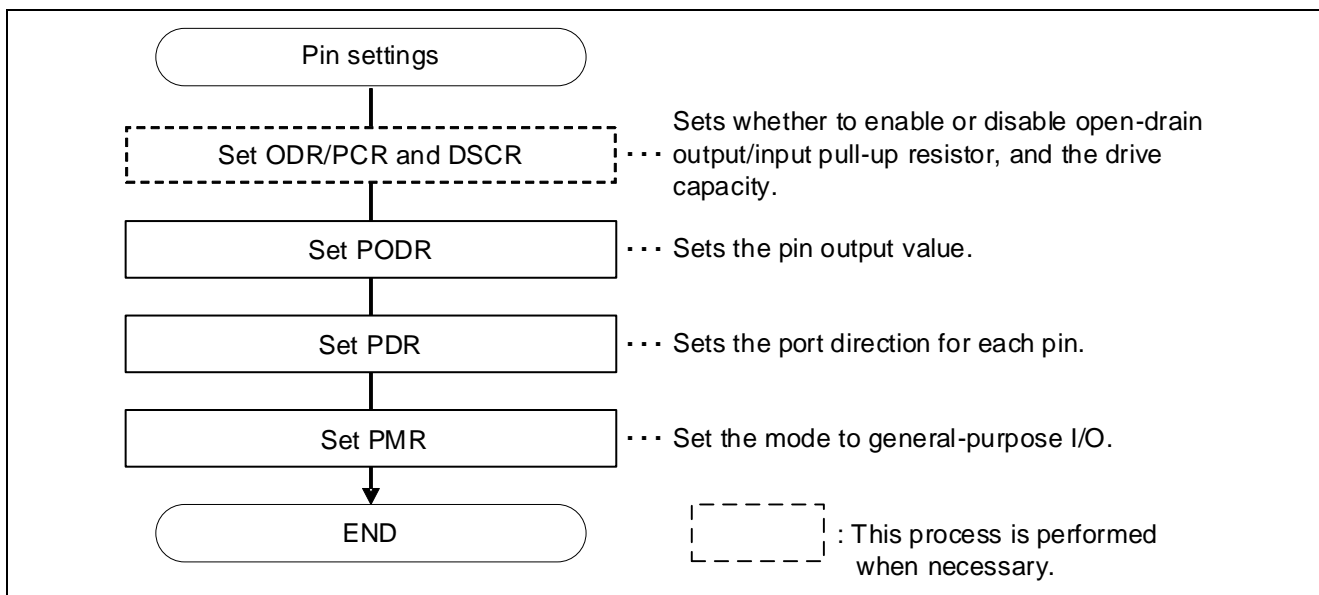 Pin settings
Set ODR/PCR and DSCR
··· Sets whether to enable or disable open-drain
output/input pull-up resistor, and the drive
capacity.
Set PODR
··· Sets the pin output value.
Set PDR
··· Sets the port direction for each pin.
Set PMR
··· Set the mode to general-purpose I/O.
END
: This process is performed
when necessary.